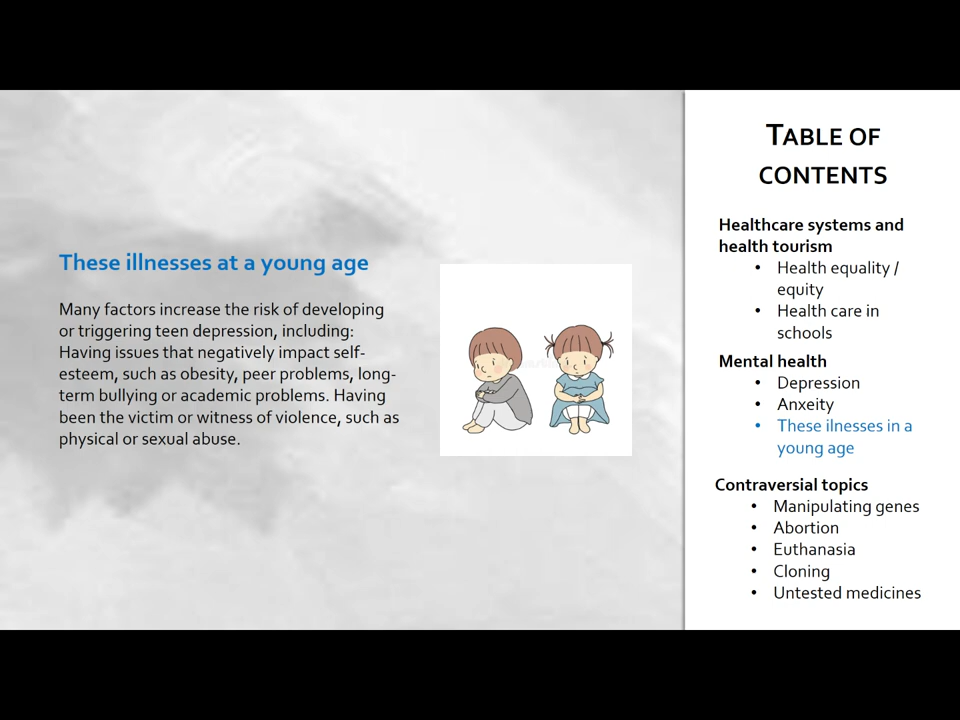 These illnesses at a young age
Many factors increase the risk of developing
or triggering teen depression, including:
Having issues that negatively impact self-
esteem, such as obesity, peer problems, long-
term bullying or academic problems. Having
been the victim or witness of violence, such as
physical or sexual abuse.
TABLE OF
CONTENTS
Healthcare systems and
health tourism
• Health equality /
equity
• Health care in
schools
Mental health
• Depression
• Anxeity
• These ilnesses in a
young age
Contraversial topics
• Manipulating genes
• Abortion
• Euthanasia
• Cloning
• Untested medicines